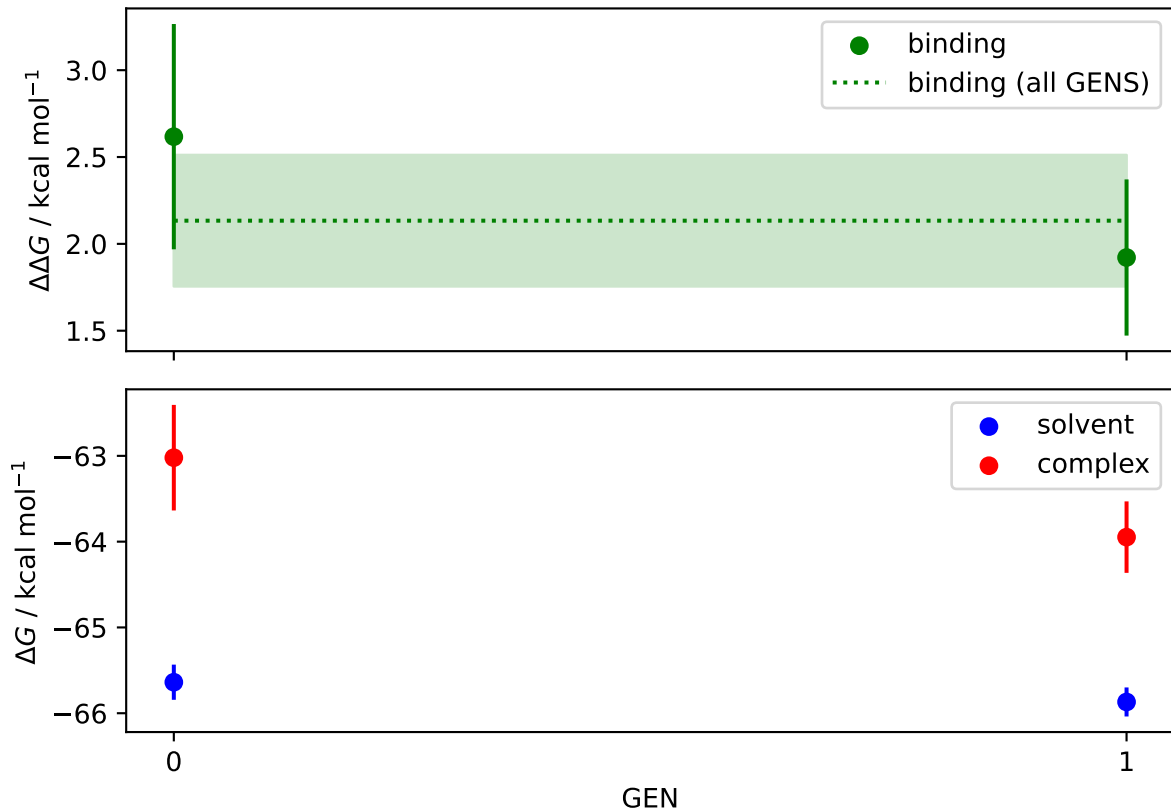 binding
binding (all GENS)
3.0
2.5
2.0
1.5
ΔΔG / kcal mol⁻¹
solvent
complex
−63
−64
−65
−66
ΔG / kcal mol⁻¹
0 1
GEN